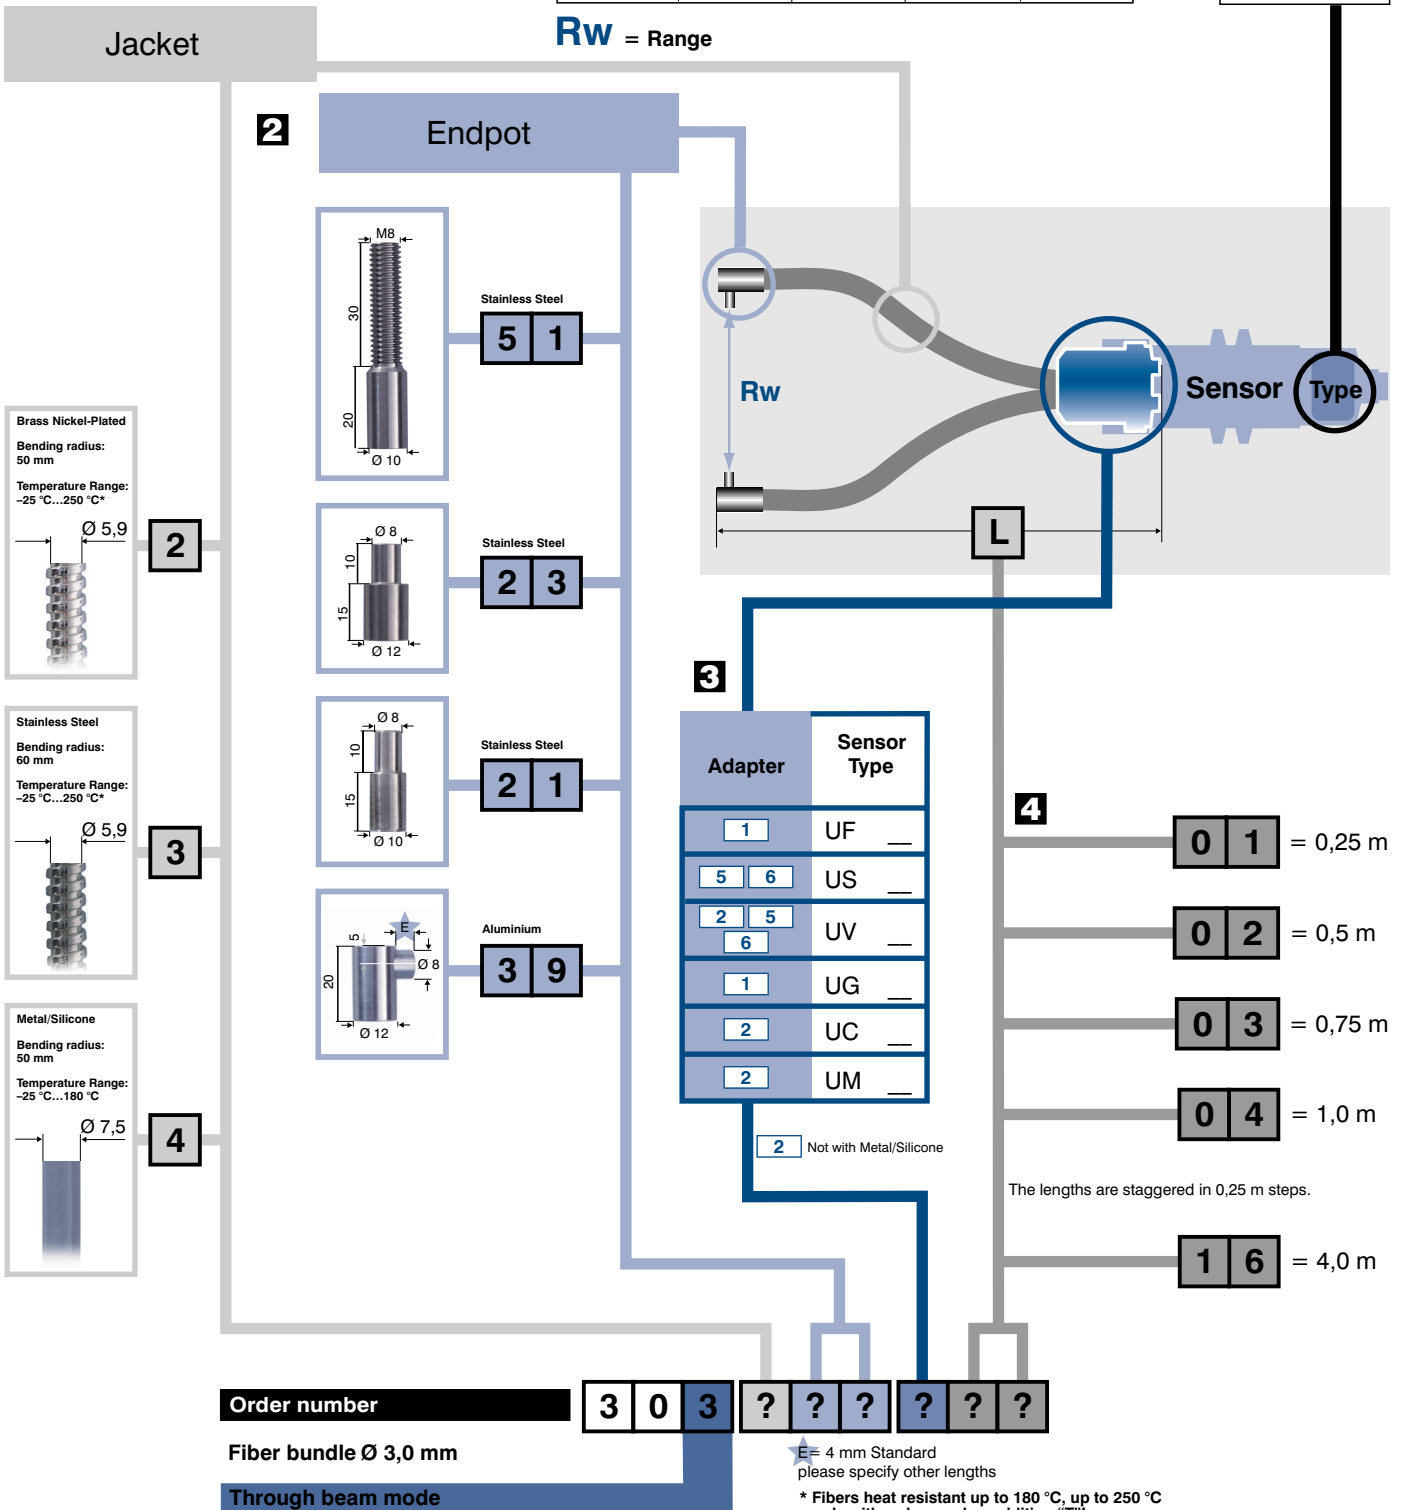 Rw = Range
Jacket
2
Endpot
M8
30
20
Ø 10
Stainless Steel
5 1
Rw
Sensor
Type
L
Brass Nickel-Plated
Bending radius:
50 mm
Temperature Range:
–25 °C...250 °C*
Ø 5,9
2
Ø 8
10
15
Ø 12
Stainless Steel
2 3
3
Stainless Steel
Bending radius:
60 mm
Temperature Range:
–25 °C...250 °C*
Ø 5,9
3
Ø 8
10
15
Ø 10
Stainless Steel
2 1
Adapter
Sensor
Type
1 UF __
5 6 US __
2 5 6 UV __
1 UG __
2 UC __
2 UM __
2 Not with Metal/Silicone
4
0 1 = 0,25 m
0 2 = 0,5 m
0 3 = 0,75 m
0 4 = 1,0 m
The lengths are staggered in 0,25 m steps.
1 6 = 4,0 m
5
E
20
Ø 8
Ø 12
Aluminium
3 9
Metal/Silicone
Bending radius:
50 mm
Temperature Range:
–25 °C...180 °C
Ø 7,5
4
Order number
3 0 3 ? ? ? ? ? ?
Fiber bundle Ø 3,0 mm
E= 4 mm Standard
please specify other lengths
Through beam mode
* Fibers heat resistant up to 180 °C, up to 250 °C